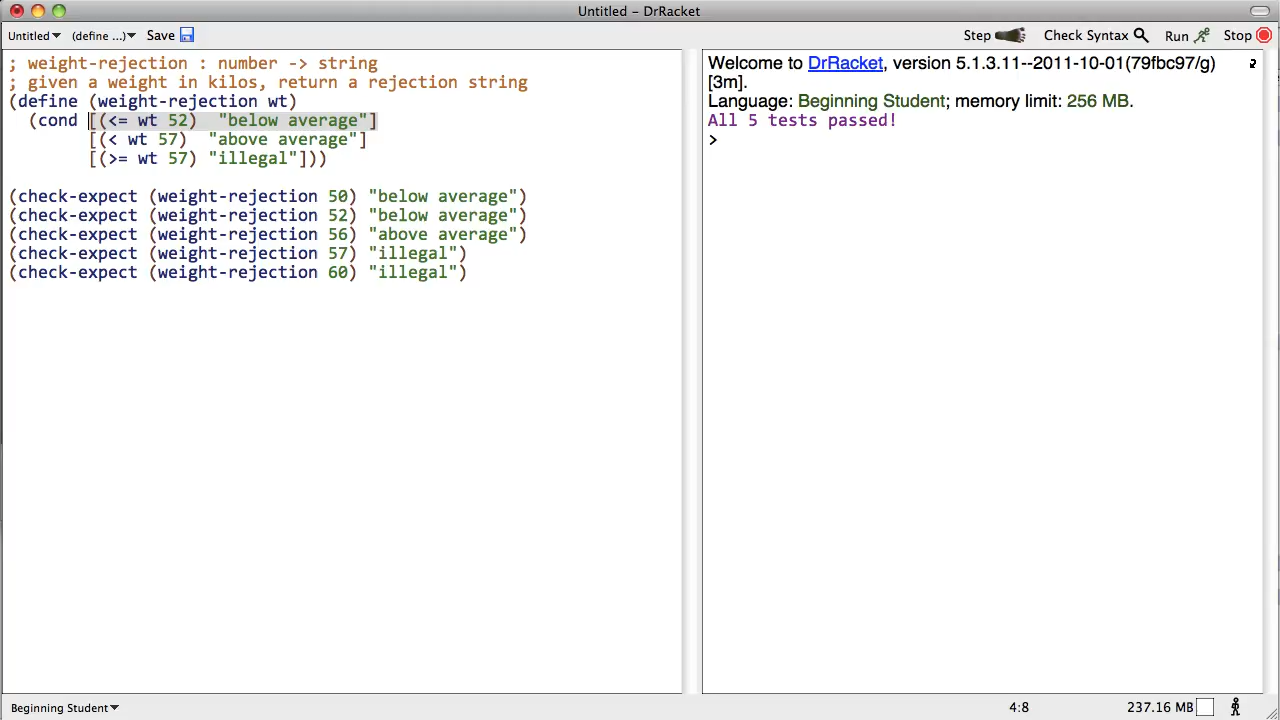 Untitled – DrRacket
Untitled▾ (define ...)▾ Save Step Check Syntax Run Stop
; weight-rejection : number -> string
; given a weight in kilos, return a rejection string
(define (weight-rejection wt)
(cond [(<= wt 52) "below average"]
[(< wt 57) "above average"]
[(>= wt 57) "illegal"]))
(check-expect (weight-rejection 50) "below average")
(check-expect (weight-rejection 52) "below average")
(check-expect (weight-rejection 56) "above average")
(check-expect (weight-rejection 57) "illegal")
(check-expect (weight-rejection 60) "illegal")
Welcome to DrRacket, version 5.1.3.11--2011-10-01(79fbc97/g)
[3m].
Language: Beginning Student; memory limit: 256 MB.
All 5 tests passed!
>
Beginning Student▾ 4:8 237.16 MB